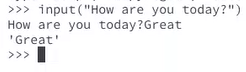 >>> input("How are you today?")
How are you today?Great
'Great'
>>>